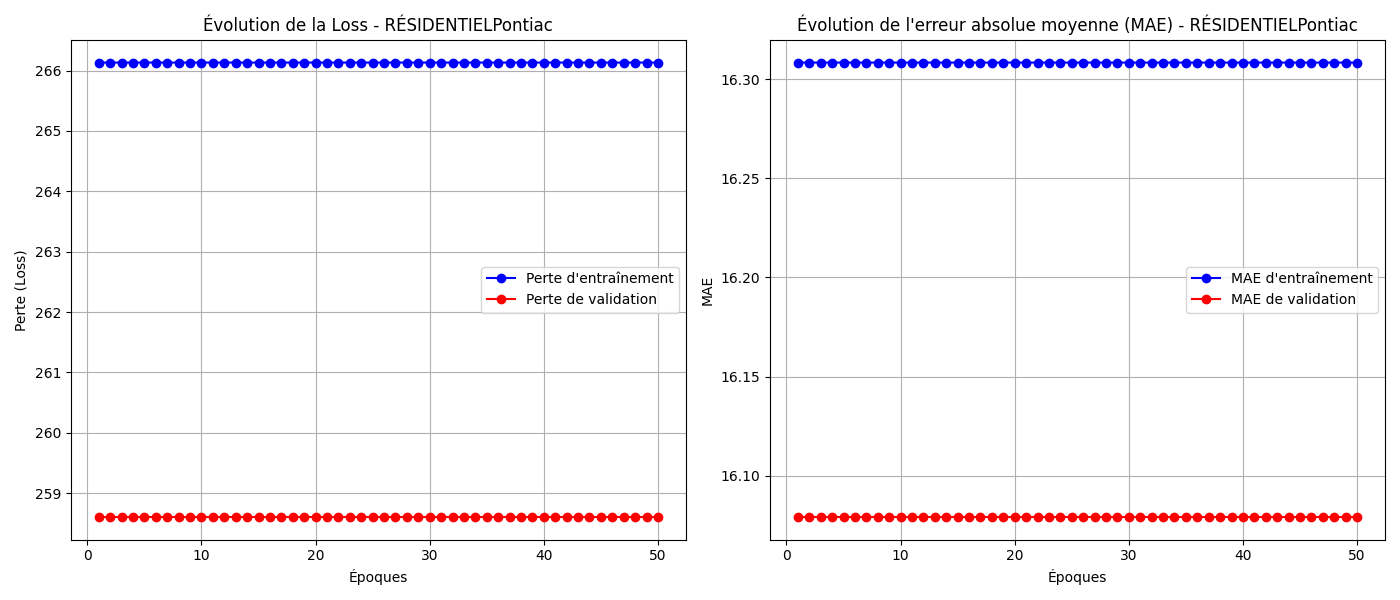 Évolution de la Loss - RÉSIDENTIELPontiac
266
265
264
263
262
261
260
259
Perte (Loss)
Perte d'entraînement
Perte de validation
0 10 20 30 40 50
Époques
Évolution de l'erreur absolue moyenne (MAE) - RÉSIDENTIELPontiac
16.30
16.25
16.20
16.15
16.10
MAE
MAE d'entraînement
MAE de validation
0 10 20 30 40 50
Époques